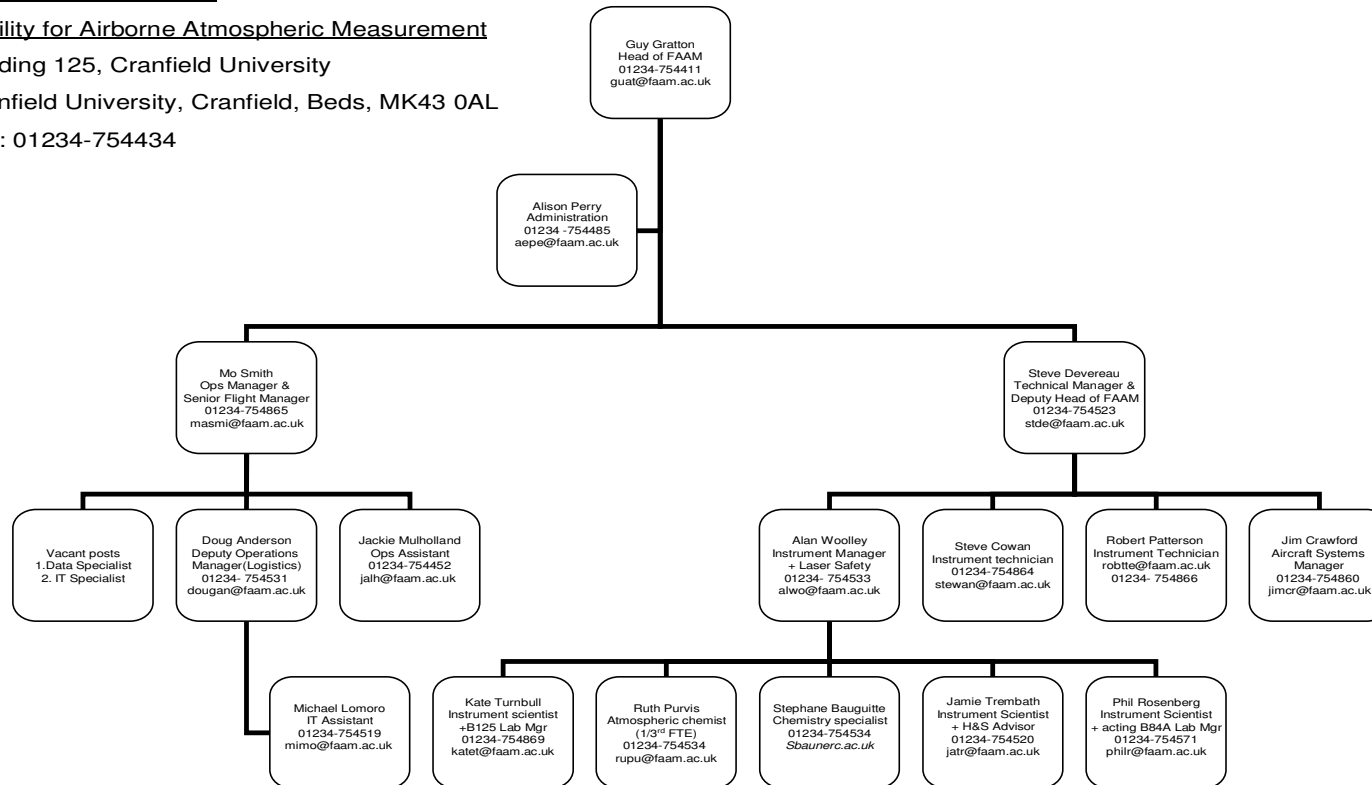 ility for Airborne Atmospheric Measurement
ding 125, Cranfield University
nfield University, Cranfield, Beds, MK43 0AL
: 01234-754434
Guy Gratton
Head of FAAM
01234-754411
guat@faam.ac.uk
Alison Perry
Administration
01234 -754485
aepe@faam.ac.uk
Mo Smith
Ops Manager &
Senior Flight Manager
01234-754865
masmi@faam.ac.uk
Steve Devereau
Technical Manager &
Deputy Head of FAAM
01234-754523
stde@faam.ac.uk
Vacant posts
1.Data Specialist
2. IT Specialist
Doug Anderson
Deputy Operations
Manager(Logistics)
01234- 754531
dougan@faam.ac.uk
Jackie Mulholland
Ops Assistant
01234-754452
jalh@faam.ac.uk
Alan Woolley
Instrument Manager
+ Laser Safety
01234- 754533
alwo@faam.ac.uk
Steve Cowan
Instrument technician
01234-754864
stewan@faam.ac.uk
Robert Patterson
Instrument Technician
robtte@faam.ac.uk
01234- 754866
Jim Crawford
Aircraft Systems
Manager
01234-754860
jimcr@faam.ac.uk
Michael Lomoro
IT Assistant
01234-754519
mimo@faam.ac.uk
Kate Turnbull
Instrument scientist
+B125 Lab Mgr
01234-754869
katet@faam.ac.uk
Ruth Purvis
Atmospheric chemist
(1/3rd FTE)
01234-754534
rupu@faam.ac.uk
Stephane Bauguitte
Chemistry specialist
01234-754534
Sbaunerc.ac.uk
Jamie Trembath
Instrument Scientist
+ H&S Advisor
01234-754520
jatr@faam.ac.uk
Phil Rosenberg
Instrument Scientist
+ acting B84A Lab Mgr
01234-754571
philr@faam.ac.uk